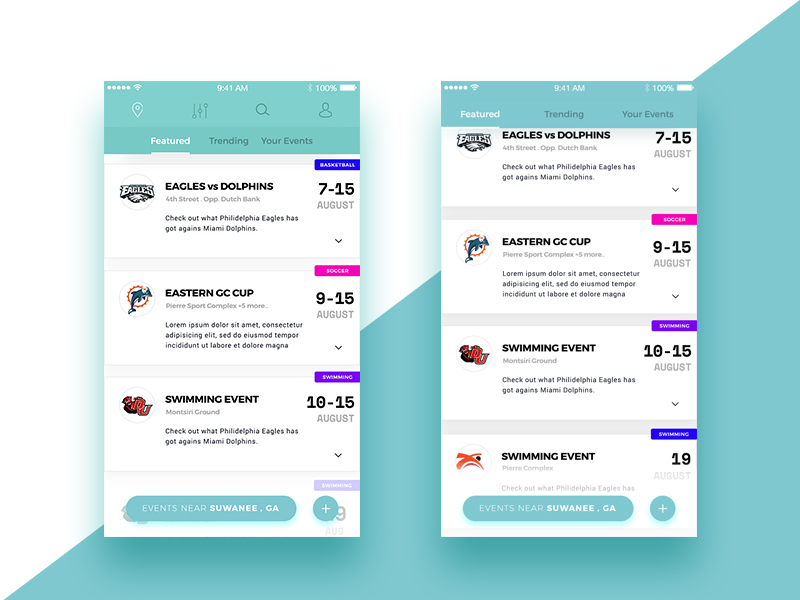 9:41 AM 100%
Featured Trending Your Events
BASKETBALL
EAGLES vs DOLPHINS
4th Street . Opp. Dutch Bank
7-15
AUGUST
Check out what Philidelphia Eagles has
got agains Miami Dolphins.
SOCCER
EASTERN GC CUP
Pierre Sport Complex +5 more..
9-15
AUGUST
Lorem ipsum dolor sit amet, consectetur
adipisicing elit, sed do eiusmod tempor
incididunt ut labore et dolore magna
SWIMMING
SWIMMING EVENT
Montsiri Ground
10-15
AUGUST
Check out what Philidelphia Eagles has
got agains Miami Dolphins.
SWIMMING
EVENTS NEAR SUWANEE , GA
+
9
AUG
9:41 AM 100%
Featured Trending Your Events
EAGLES
EAGLES vs DOLPHINS
4th Street . Opp. Dutch Bank
7-15
AUGUST
Check out what Philidelphia Eagles has
got agains Miami Dolphins.
SOCCER
EASTERN GC CUP
Pierre Sport Complex +5 more..
9-15
AUGUST
Lorem ipsum dolor sit amet, consectetur
adipisicing elit, sed do eiusmod tempor
incididunt ut labore et dolore magna
SWIMMING
SWIMMING EVENT
Montsiri Ground
10-15
AUGUST
Check out what Philidelphia Eagles has
got agains Miami Dolphins.
SWIMMING
SWIMMING EVENT
Pierre Complex
19
AUGUST
Check out what Philidelphia Eagles has
EVENTS NEAR SUWANEE , GA
+